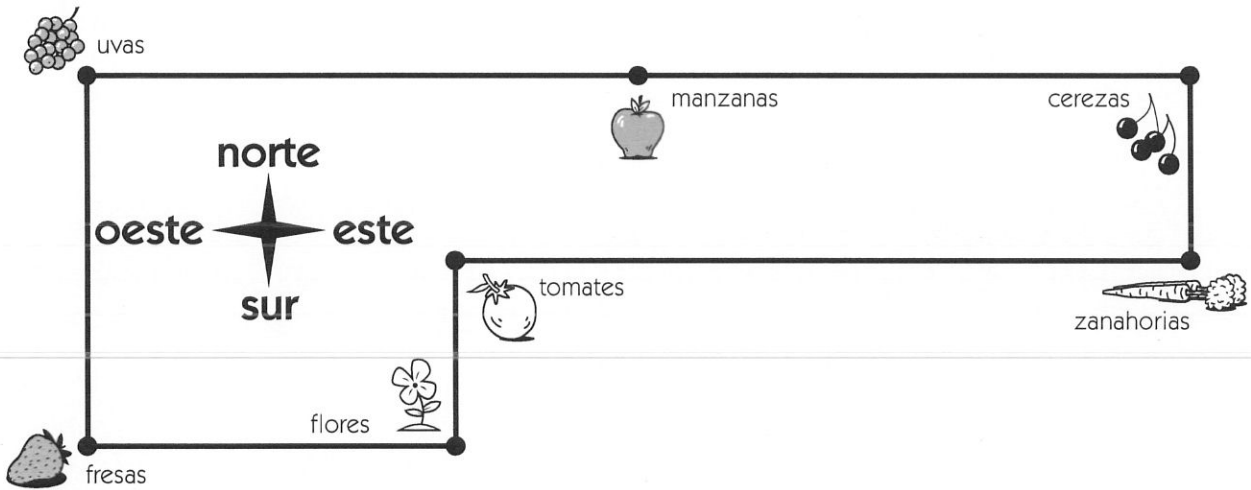 uvas
manzanas
cerezas
norte
oeste
este
sur
tomates
zanahorias
flores
fresas